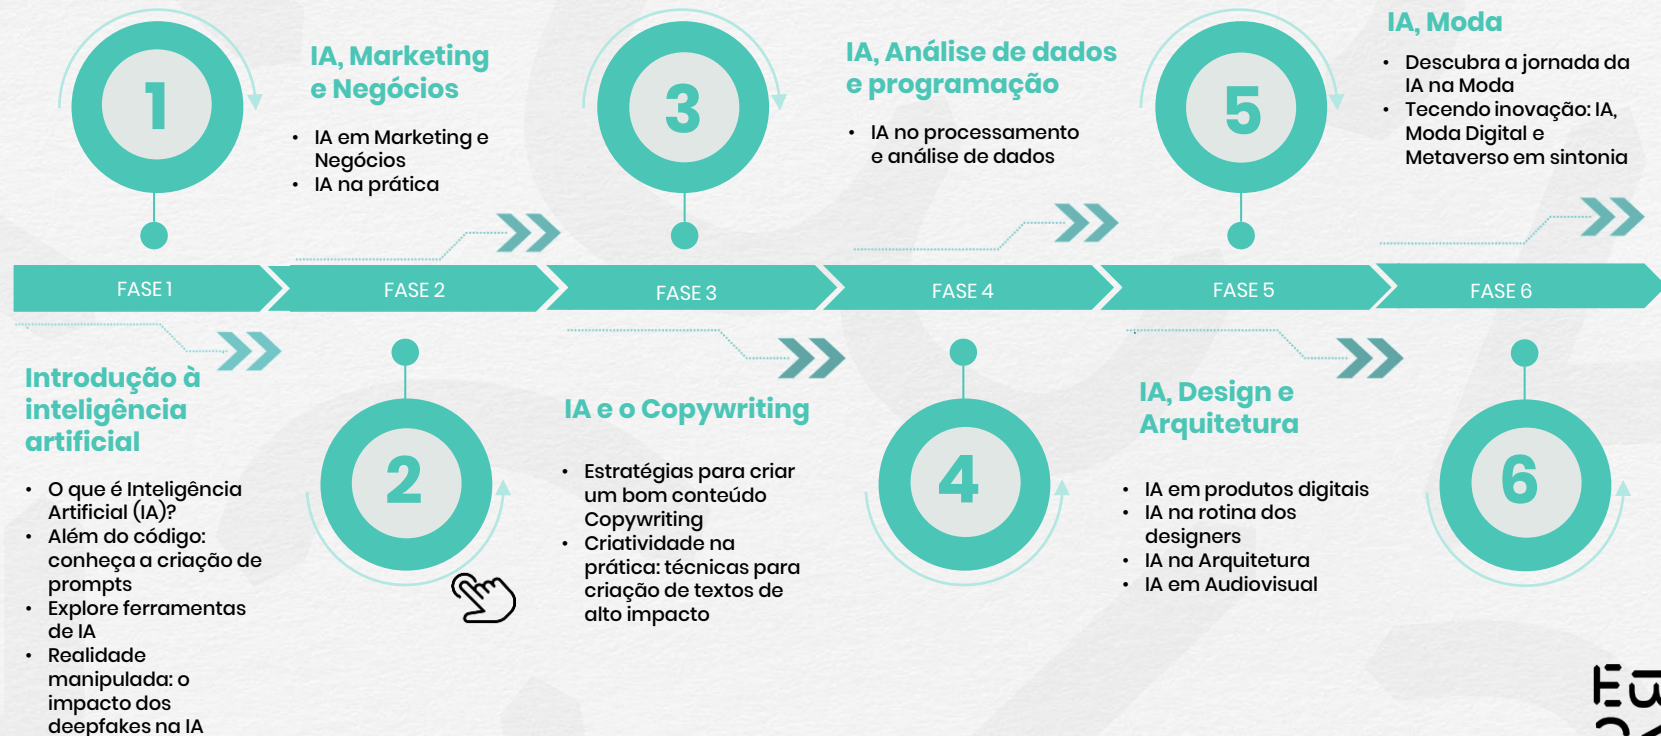 1
IA, Marketing
e Negócios
• IA em Marketing e
Negócios
• IA na prática
3
IA, Análise de dados
e programação
• IA no processamento
e análise de dados
5
IA, Moda
• Descubra a jornada da
IA na Moda
• Tecendo inovação: IA,
Moda Digital e
Metaverso em sintonia
FASE 1
FASE 2
FASE 3
FASE 4
FASE 5
FASE 6
Introdução à
inteligência
artificial
• O que é Inteligência
Artificial (IA)?
• Além do código:
conheça a criação de
prompts
• Explore ferramentas
de IA
• Realidade
manipulada: o
impacto dos
deepfakes na IA
2
IA e o Copywriting
• Estratégias para criar
um bom conteúdo
Copywriting
• Criatividade na
prática: técnicas para
criação de textos de
alto impacto
4
IA, Design e
Arquitetura
• IA em produtos digitais
• IA na rotina dos
designers
• IA na Arquitetura
• IA em Audiovisual
6